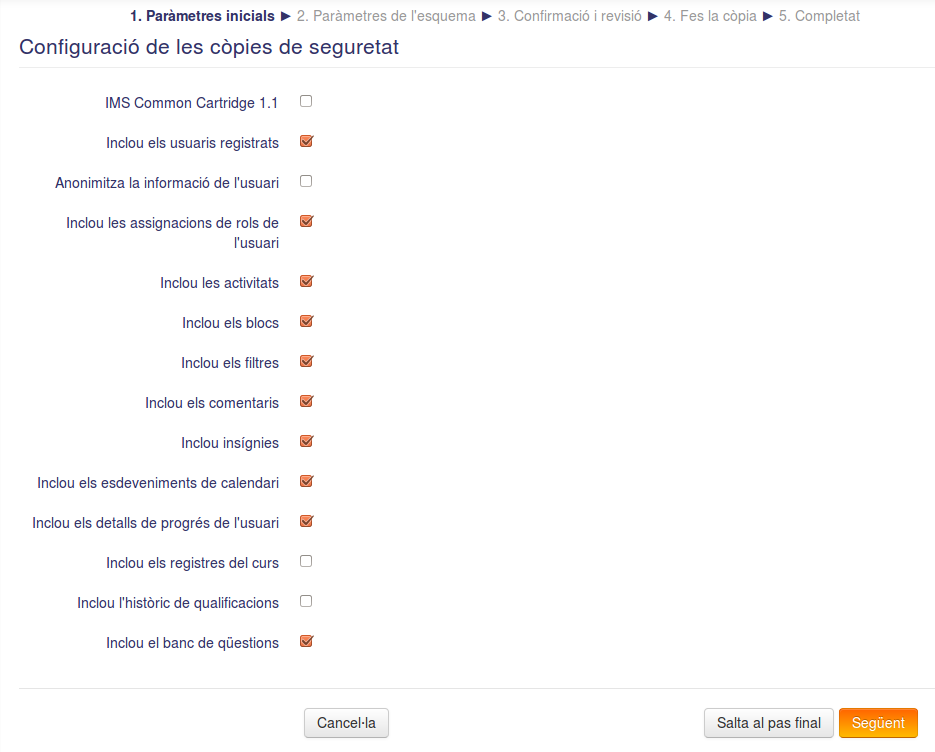 1. Paràmetres inicials ► 2. Paràmetres de l'esquema ► 3. Confirmació i revisió ► 4. Fes la còpia ► 5. Completat
Configuració de les còpies de seguretat
IMS Common Cartridge 1.1
Inclou els usuaris registrats
Anonimitza la informació de l'usuari
Inclou les assignacions de rols de
l'usuari
Inclou les activitats
Inclou els blocs
Inclou els filtres
Inclou els comentaris
Inclou insígnies
Inclou els esdeveniments de calendari
Inclou els detalls de progrés de l'usuari
Inclou els registres del curs
Inclou l'històric de qualificacions
Inclou el banc de qüestions
Cancel·la Salta al pas final Següent